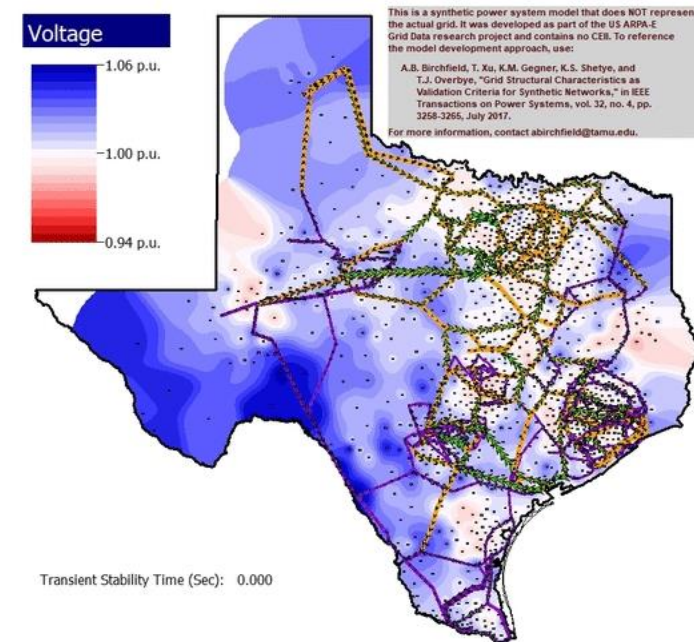 Voltage
1.06 p.u.
1.00 p.u.
0.94 p.u.
This is a synthetic power system model that does NOT represen
the actual grid. It was developed as part of the US ARPA-E
Grid Data research project and contains no CEII. To reference
the model development approach, use:
A.B. Birchfield, T. Xu, K.M. Gegner, K.S. Shetye, and
T.J. Overbye, "Grid Structural Characteristics as
Validation Criteria for Synthetic Networks," in IEEE
Transactions on Power Systems, vol. 32, no. 4, pp.
3258-3265, July 2017.
For more information, contact abirchfield@tamu.edu.
Transient Stability Time (Sec): 0.000